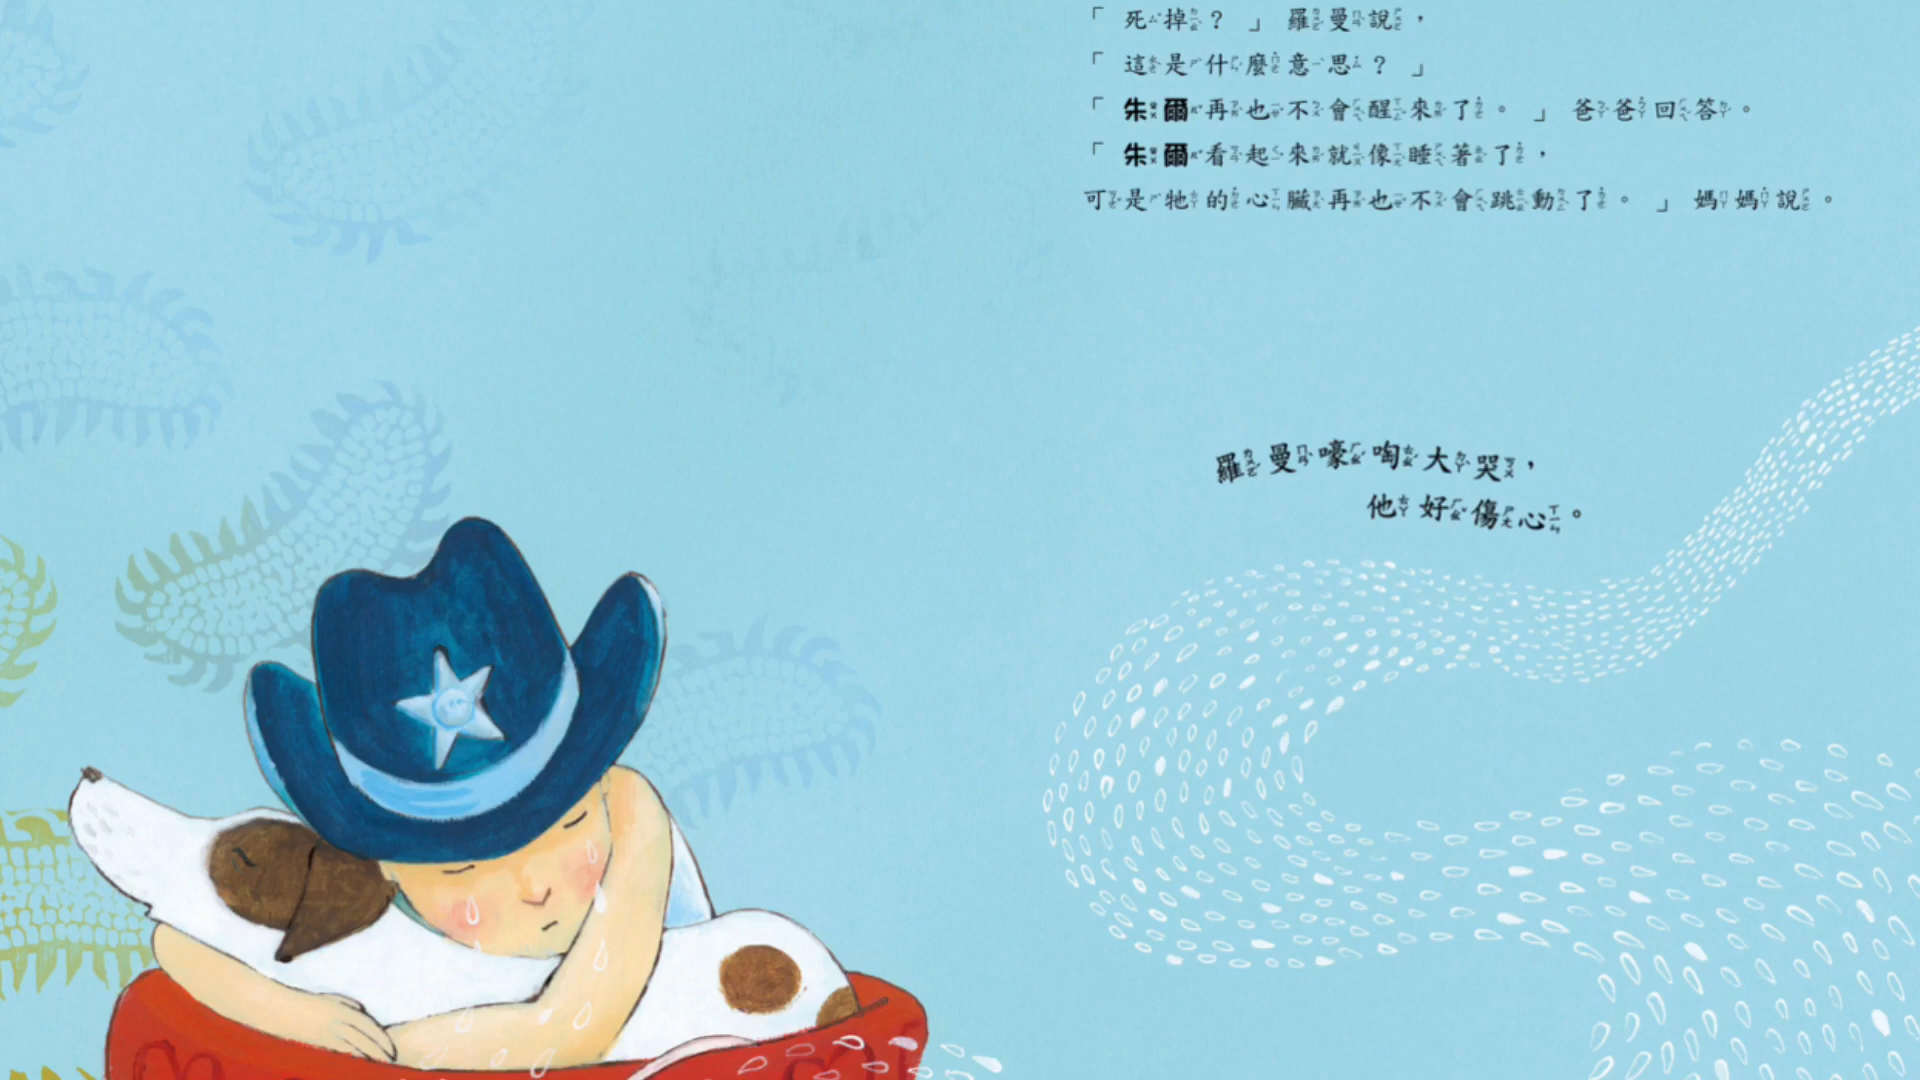 「死掉？」羅曼說，
「這是什麼意思？」
「朱爾再也不會醒來了。」爸爸回答。
「朱爾看起來就像睡著了，
可是牠的心臟再也不會跳動了。」媽媽說。
羅曼嚎啕大哭，
他好傷心。